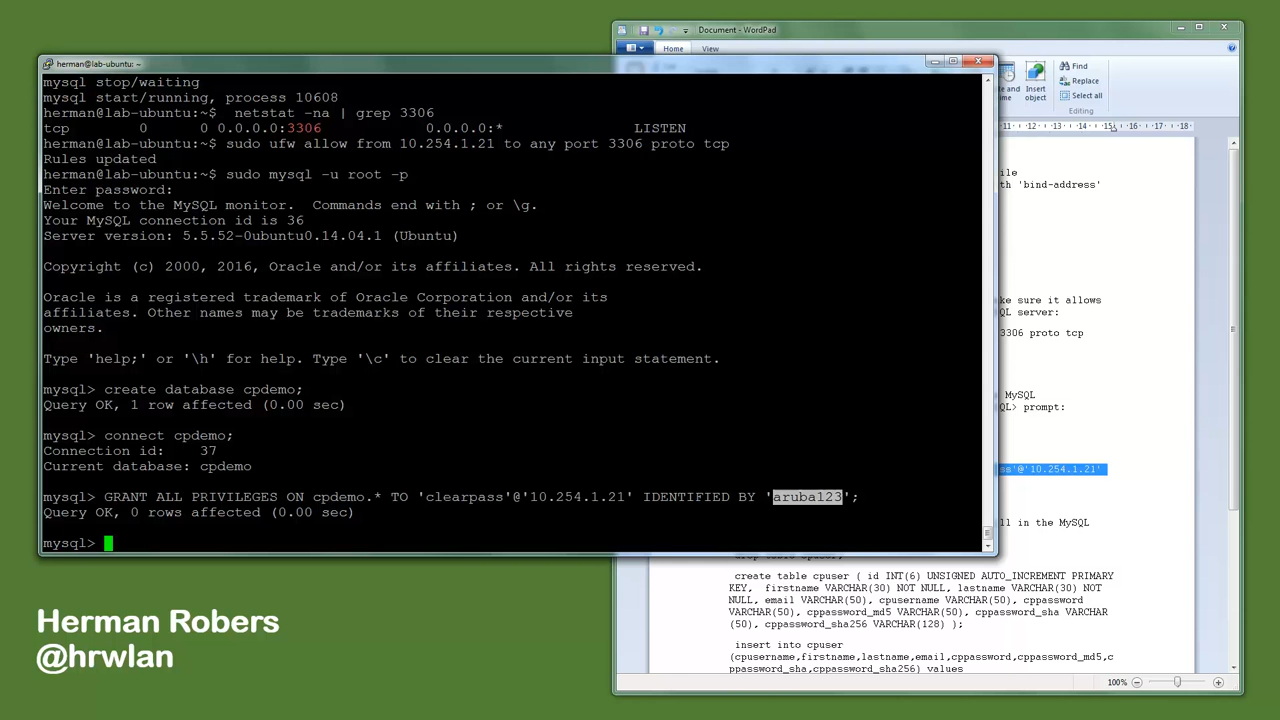 Document - WordPad
Home
View
Find
Replace
Select all
Insert
object
Editing
11
12
13
14
15
16
17
18
herman@lab-ubuntu: ~
mysql stop/waiting
mysql start/running, process 10608
herman@lab-ubuntu:~$  netstat -na | grep 3306
tcp        0      0 0.0.0.0:3306            0.0.0.0:*               LISTEN
herman@lab-ubuntu:~$ sudo ufw allow from 10.254.1.21 to any port 3306 proto tcp
Rules updated
herman@lab-ubuntu:~$ sudo mysql -u root -p
Enter password:
Welcome to the MySQL monitor.  Commands end with ; or \g.
Your MySQL connection id is 36
Server version: 5.5.52-0ubuntu0.14.04.1 (Ubuntu)
Copyright (c) 2000, 2016, Oracle and/or its affiliates. All rights reserved.
Oracle is a registered trademark of Oracle Corporation and/or its
affiliates. Other names may be trademarks of their respective
owners.
Type 'help;' or '\h' for help. Type '\c' to clear the current input statement.
mysql> create database cpdemo;
Query OK, 1 row affected (0.00 sec)
mysql> connect cpdemo;
Connection id:    37
Current database: cpdemo
mysql> GRANT ALL PRIVILEGES ON cpdemo.* TO 'clearpass'@'10.254.1.21' IDENTIFIED BY 'aruba123';
Query OK, 0 rows affected (0.00 sec)
mysql>
'bind-address'
sure it allows
server:
3306 proto tcp
MySQL
prompt:
'@'10.254.1.21'
in the MySQL
create table cpuser ( id INT(6) UNSIGNED AUTO_INCREMENT PRIMARY
KEY,  firstname VARCHAR(30) NOT NULL, lastname VARCHAR(30) NOT
NULL, email VARCHAR(50), cpusername VARCHAR(50), cppassword
VARCHAR(50), cppassword_md5 VARCHAR(50), cppassword_sha VARCHAR
(50), cppassword_sha256 VARCHAR(128) );
insert into cpuser
(cpusername,firstname,lastname,email,cppassword,cppassword_md5,c
ppassword_sha,cppassword_sha256) values
100%
Herman Robers
@hrwlan